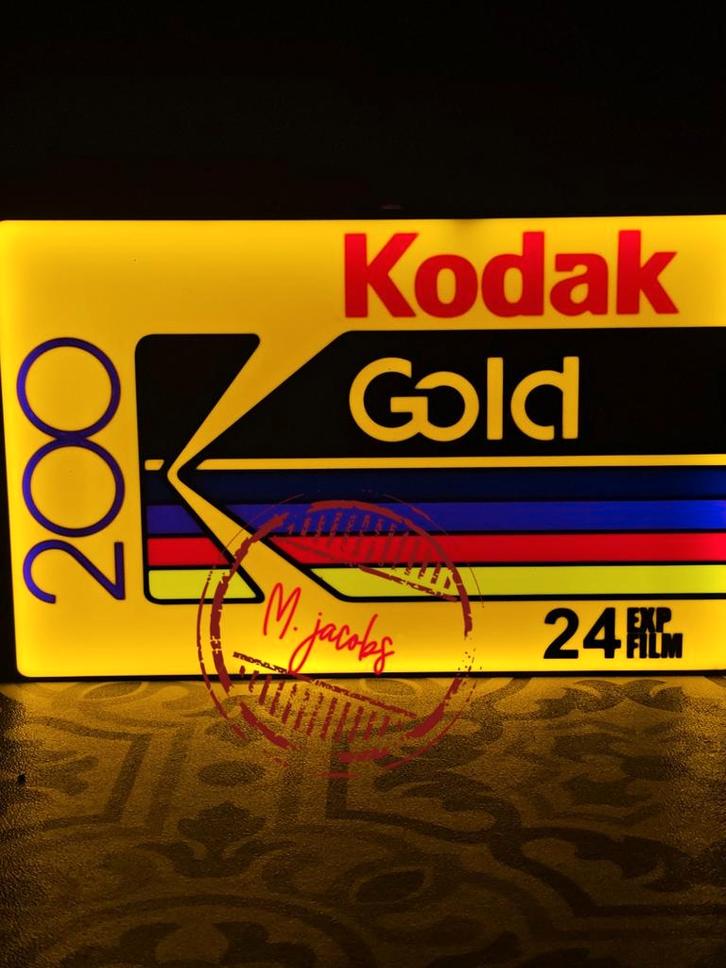 Kodak
Gold
200
24 EXP
FILM
M. jacobs